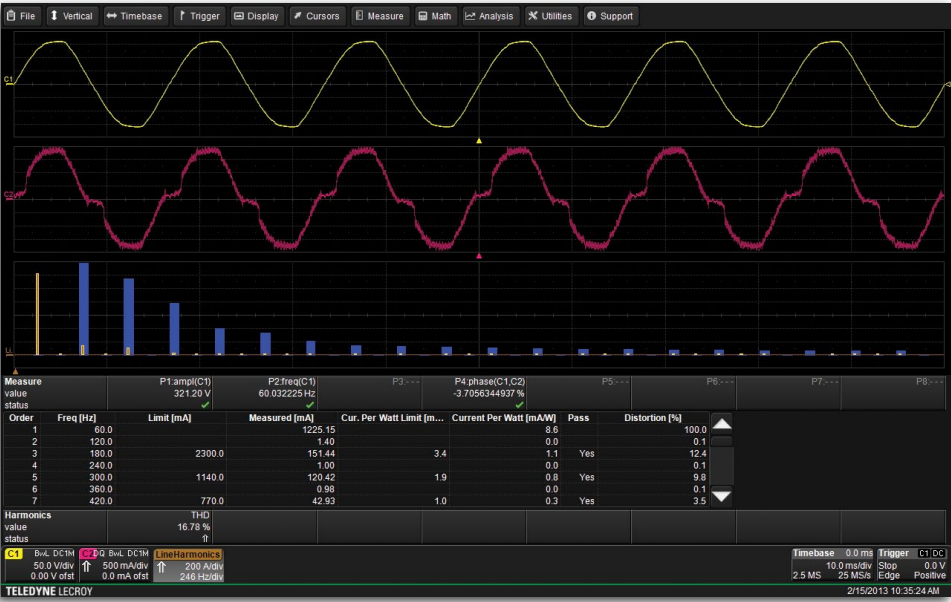 File Vertical Timebase Trigger Display Cursors Measure Math Analysis Utilities Support
C1
C2
Measure P1:ampl(C1) P2:freq(C1) P3:--- P4:phase(C1,C2) P5:--- P6:--- P7:--- P8:---
value 321.20 V 60.032225 Hz -3.7056344937 %
status
Order Freq [Hz] Limit [mA] Measured [mA] Cur. Per Watt Limit [m... Current Per Watt [mA/W] Pass Distortion [%]
1 60.0 1225.15 8.6 100.0
2 120.0 1.40 0.0 0.1
3 180.0 2300.0 151.44 3.4 1.1 Yes 12.4
4 240.0 1.00 0.0 0.1
5 300.0 1140.0 120.42 1.9 0.8 Yes 9.8
6 360.0 0.98 0.0 0.1
7 420.0 770.0 42.93 1.0 0.3 Yes 3.5
Harmonics THD
value 16.78 %
status
C1 BwL DC1M C2 DQ BwL DC1M LineHarmonics Timebase 0.0 ms Trigger C1 DC
50.0 V/div 500 mA/div 200 A/div 10.0 ms/div Stop 0.0 V
0.00 V ofst 0.0 mA ofst 246 Hz/div 2.5 MS 25 MS/s Edge Positive
TELEDYNE LECROY 2/15/2013 10:35:24 AM